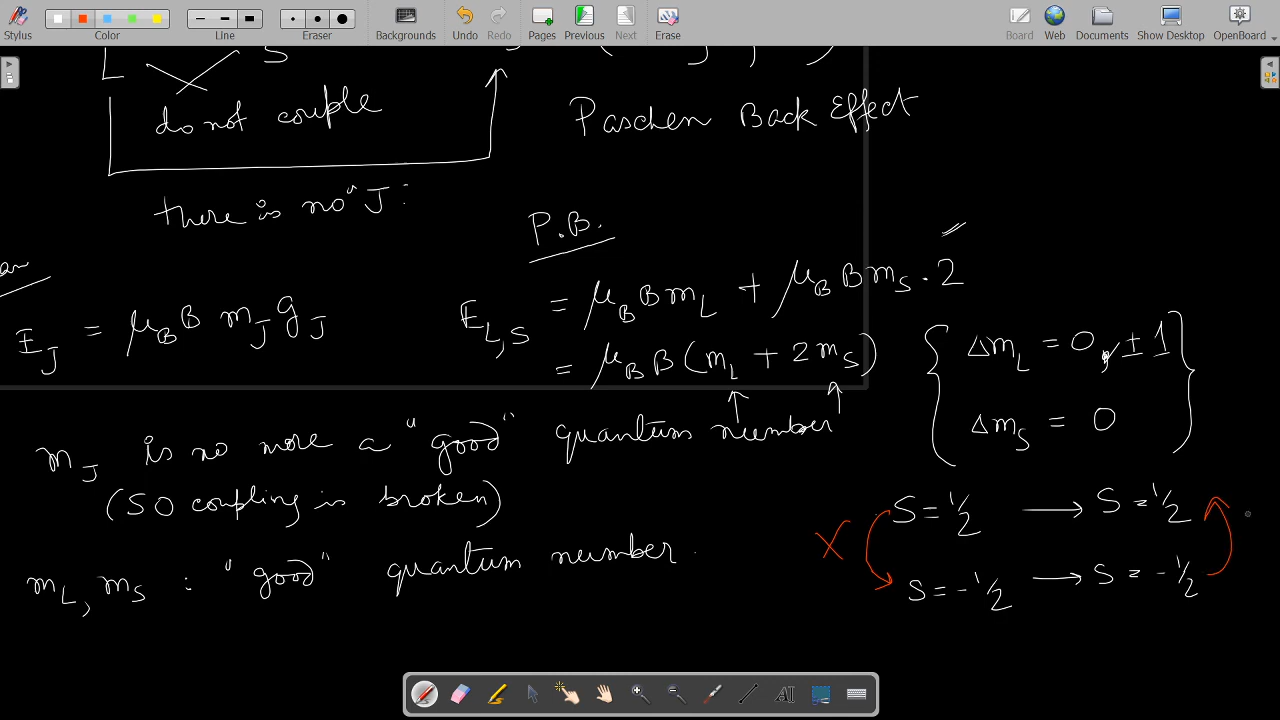 Stylus Color Line Eraser Backgrounds Undo Redo Pages Previous Next Erase Board Web Documents Show Desktop OpenBoard
L S
do not couple
Paschen Back Effect
there is no "J":
P.B.
E_J = μ_B B m_J g_J
E_{L,S} = μ_B B m_L + μ_B B m_S . 2
= μ_B B (m_L + 2 m_S)
Δm_L = 0, ± 1
Δm_S = 0
m_J is no more a "good" quantum number
(SO coupling is broken)
S = 1/2 → S = 1/2
X
S = -1/2 → S = -1/2
m_L, m_S : "good" quantum number